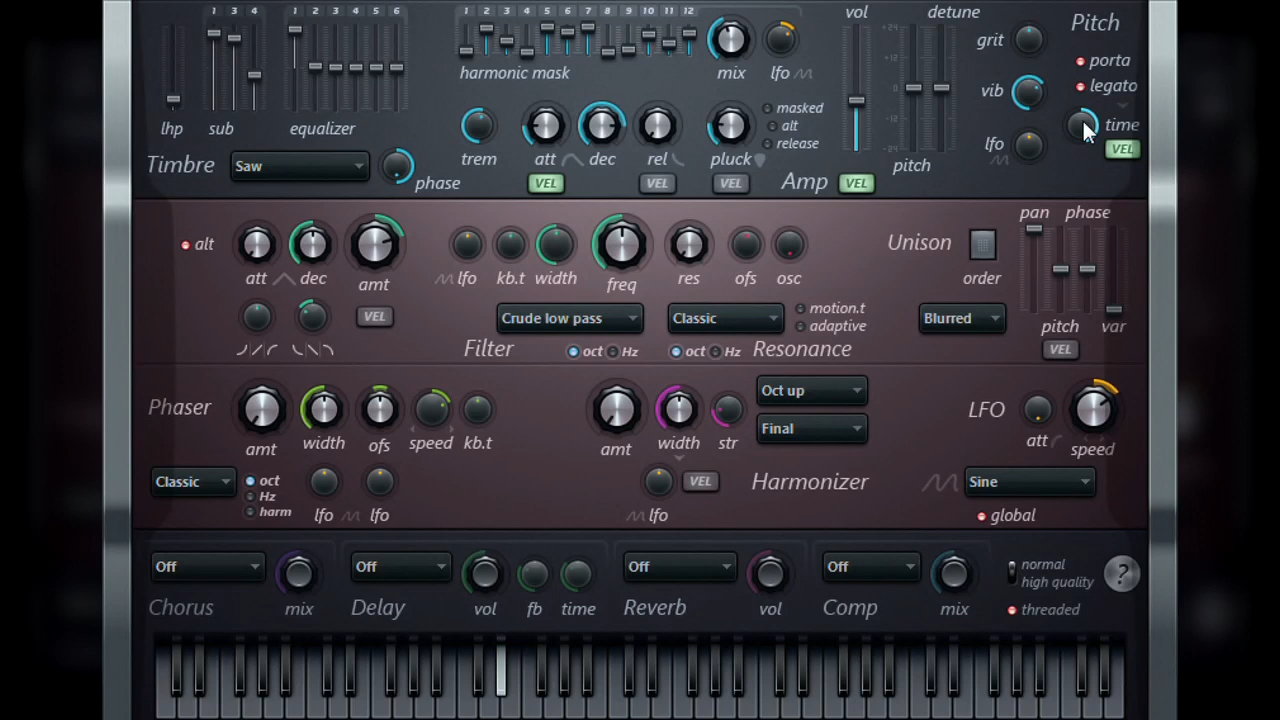 1 3 4
1 2 3 4 5 6
1 2 3 4 5 6 7 8 9 10 11 12
vol
detune
Pitch
+24
+12
0
-12
-24
grit
porta
legato
vib
time
VEL
lfo
pitch
harmonic mask
mix
lfo
lhp
sub
equalizer
trem
att
dec
rel
pluck
masked
alt
release
Timbre
Saw
phase
VEL
VEL
VEL
Amp
VEL
alt
att
dec
amt
VEL
lfo
kb.t
width
freq
res
ofs
osc
Crude low pass
Classic
motion.t
adaptive
Filter
oct
Hz
oct
Hz
Resonance
Unison
order
Blurred
pan
phase
pitch
var
VEL
Phaser
amt
width
ofs
speed
kb.t
Classic
oct
Hz
harm
lfo
lfo
amt
width
str
Oct up
Final
lfo
VEL
Harmonizer
LFO
att
speed
Sine
global
Off
Chorus
mix
Off
Delay
vol
fb
time
Off
Reverb
vol
Off
Comp
mix
normal
high quality
threaded
?